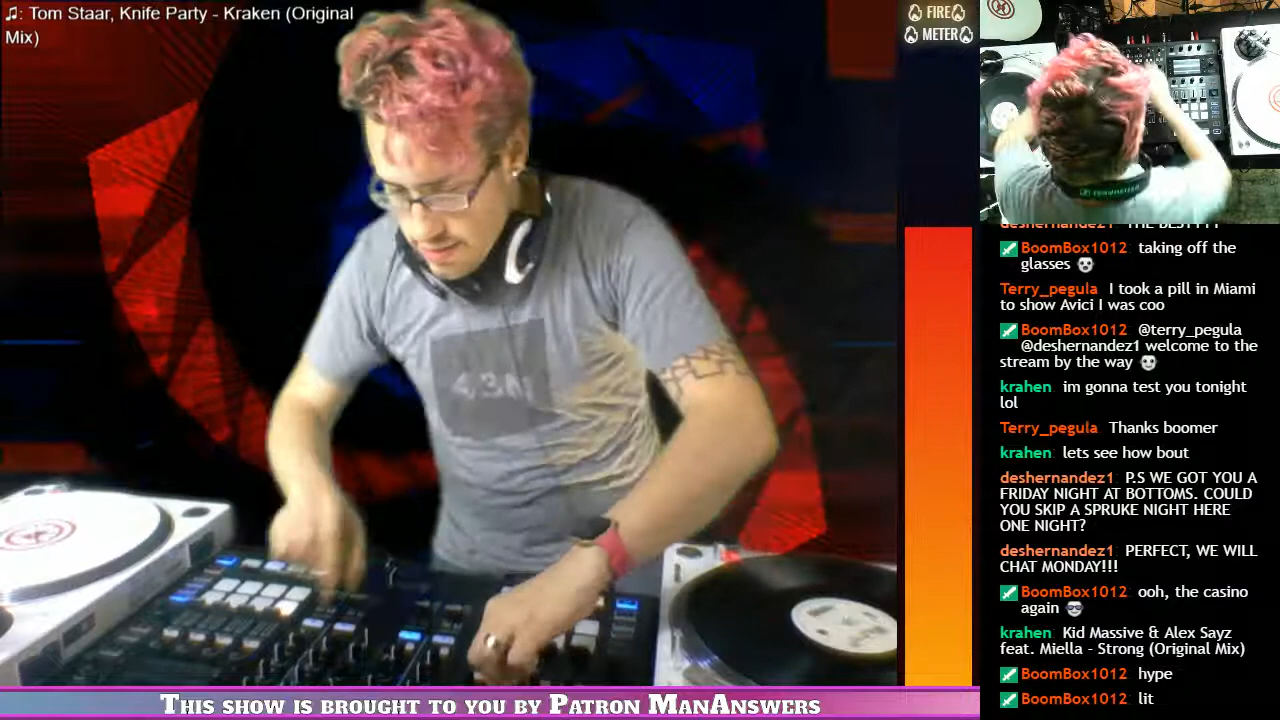 ♫: Tom Staar, Knife Party - Kraken (Original
Mix)
FIRE
METER
BoomBox1012 taking off the
glasses
Terry_pegula I took a pill in Miami
to show Avici I was coo
BoomBox1012 @terry_pegula
@deshernandez1 welcome to the
stream by the way
krahen im gonna test you tonight
lol
Terry_pegula Thanks boomer
krahen lets see how bout
deshernandez1 P.S WE GOT YOU A
FRIDAY NIGHT AT BOTTOMS. COULD
YOU SKIP A SPRUKE NIGHT HERE
ONE NIGHT?
deshernandez1 PERFECT, WE WILL
CHAT MONDAY!!!
BoomBox1012 ooh, the casino
again
krahen Kid Massive & Alex Sayz
feat. Miella - Strong (Original Mix)
BoomBox1012 hype
BoomBox1012 lit
THIS SHOW IS BROUGHT TO YOU BY PATRON MANANSWERS